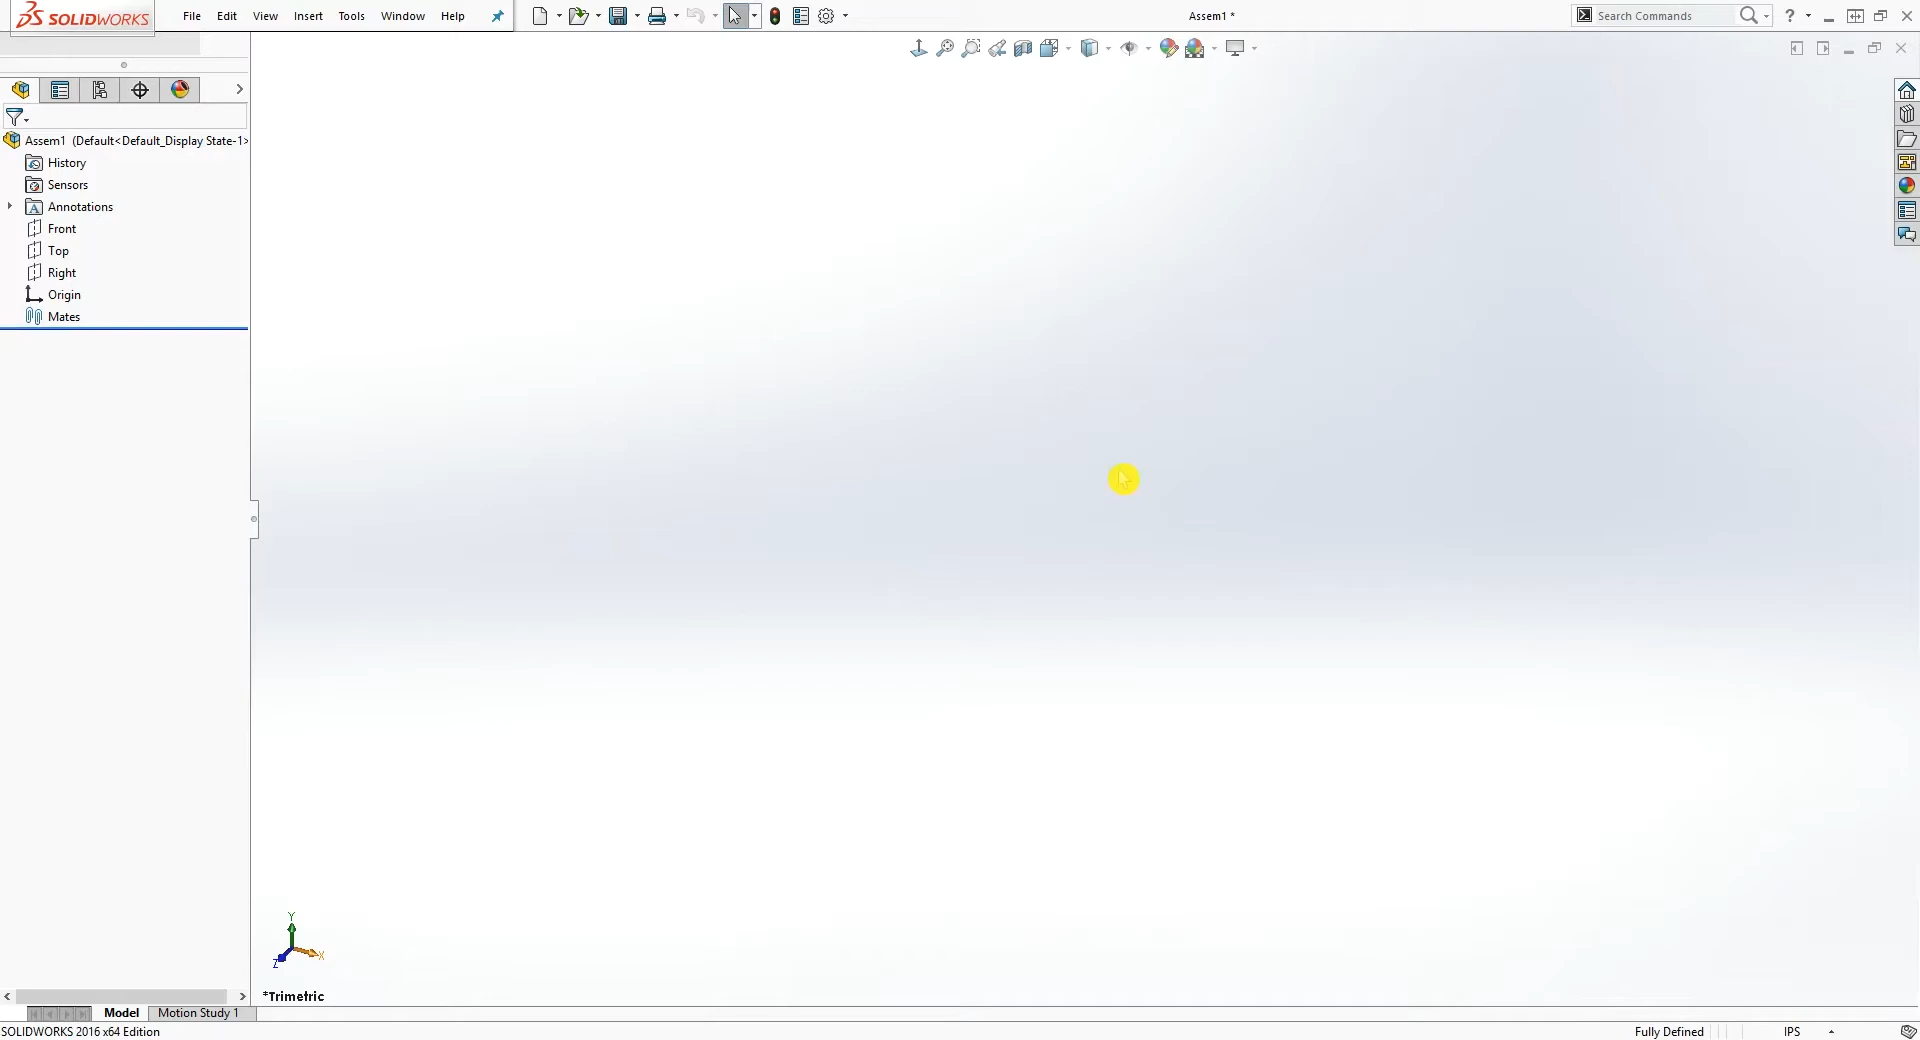 SOLIDWORKS File Edit View Insert Tools Window Help Assem1 * Search Commands ?
Assem1 (Default<Default_Display State-1>
History
Sensors
A Annotations
Front
Top
Right
Origin
Mates
Y
X
Z
*Trimetric
Model Motion Study 1
SOLIDWORKS 2016 x64 Edition Fully Defined IPS